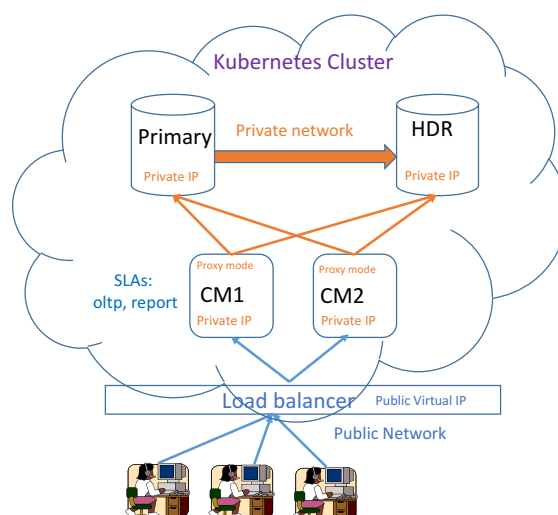 Kubernetes Cluster
Primary
Private network
HDR
Private IP
Private IP
SLAs:
oltp, report
Proxy mode
CM1
Private IP
Proxy mode
CM2
Private IP
Load balancer
Public Virtual IP
Public Network